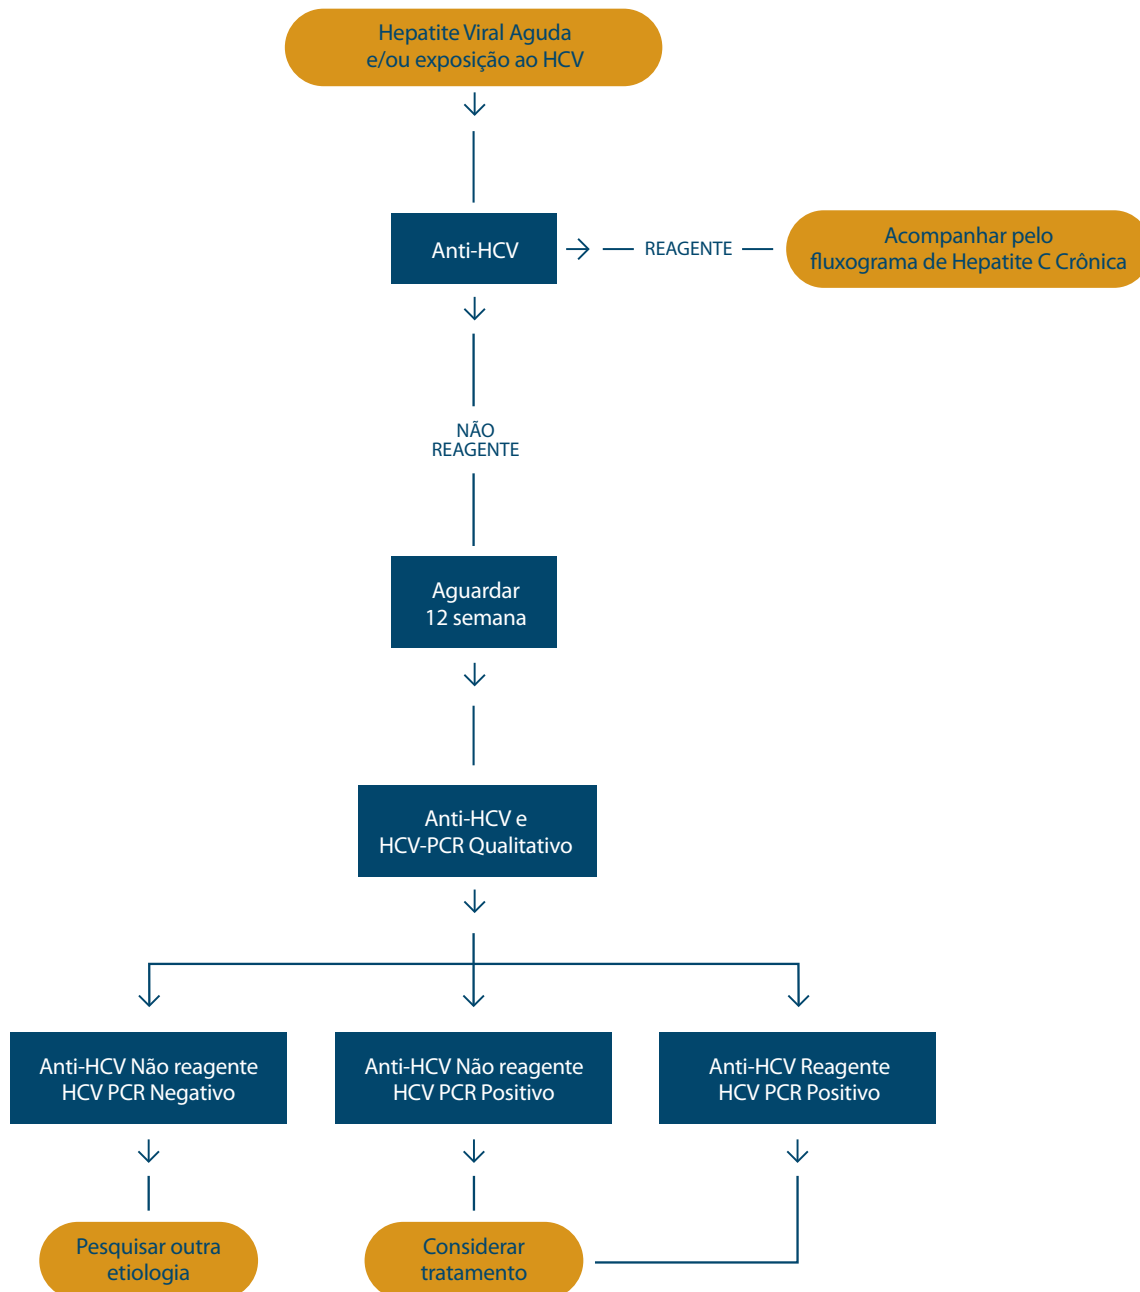 Hepatite Viral Aguda
e/ou exposição ao HCV
Anti-HCV
REAGENTE
Acompanhar pelo
fluxograma de Hepatite C Crônica
NÃO
REAGENTE
Aguardar
12 semana
Anti-HCV e
HCV-PCR Qualitativo
Anti-HCV Não reagente
HCV PCR Negativo
Anti-HCV Não reagente
HCV PCR Positivo
Anti-HCV Reagente
HCV PCR Positivo
Pesquisar outra
etiologia
Considerar
tratamento